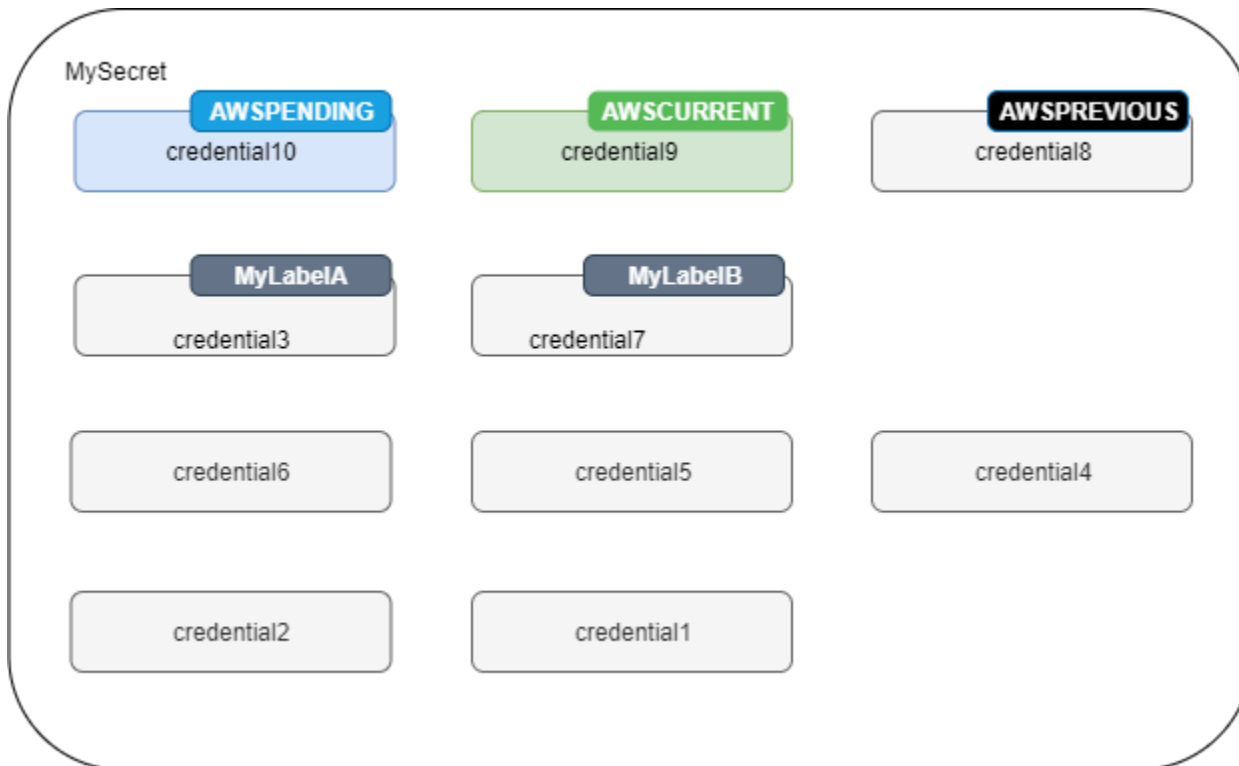 MySecret
AWSPENDING
credential10
AWSCURRENT
credential9
AWSPREVIOUS
credential8
MyLabelA
credential3
MyLabelB
credential7
credential6
credential5
credential4
credential2
credential1